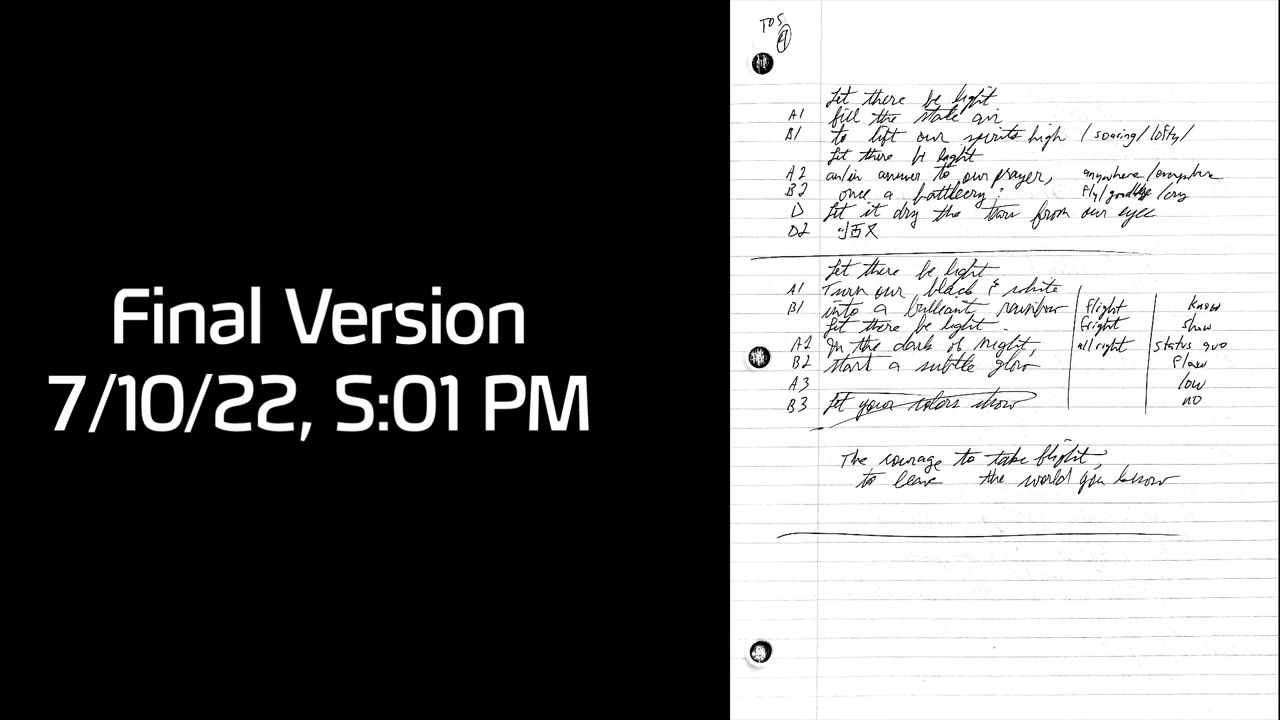 Final Version
7/10/22, 5:01 PM
TOS
Let there be light
A1 fill the stale air
B1 to lift our spirits high / soaring/lofty/
Let there be light
A2 an/in answer to our prayer, anywhere/everywhere
B2 once a battlecry! fly/goodbye/cry
D Let it dry the tears from our eyes
D2
Let there be light
A1 Turn our black & white
B1 into a brilliant rainbow flight know
Let there be light fright show
A2 In the dark of night, all right status quo
B2 start a subtle glow flow
A3 low
B3 Let your colors show no
The courage to take flight,
to leave the world you know